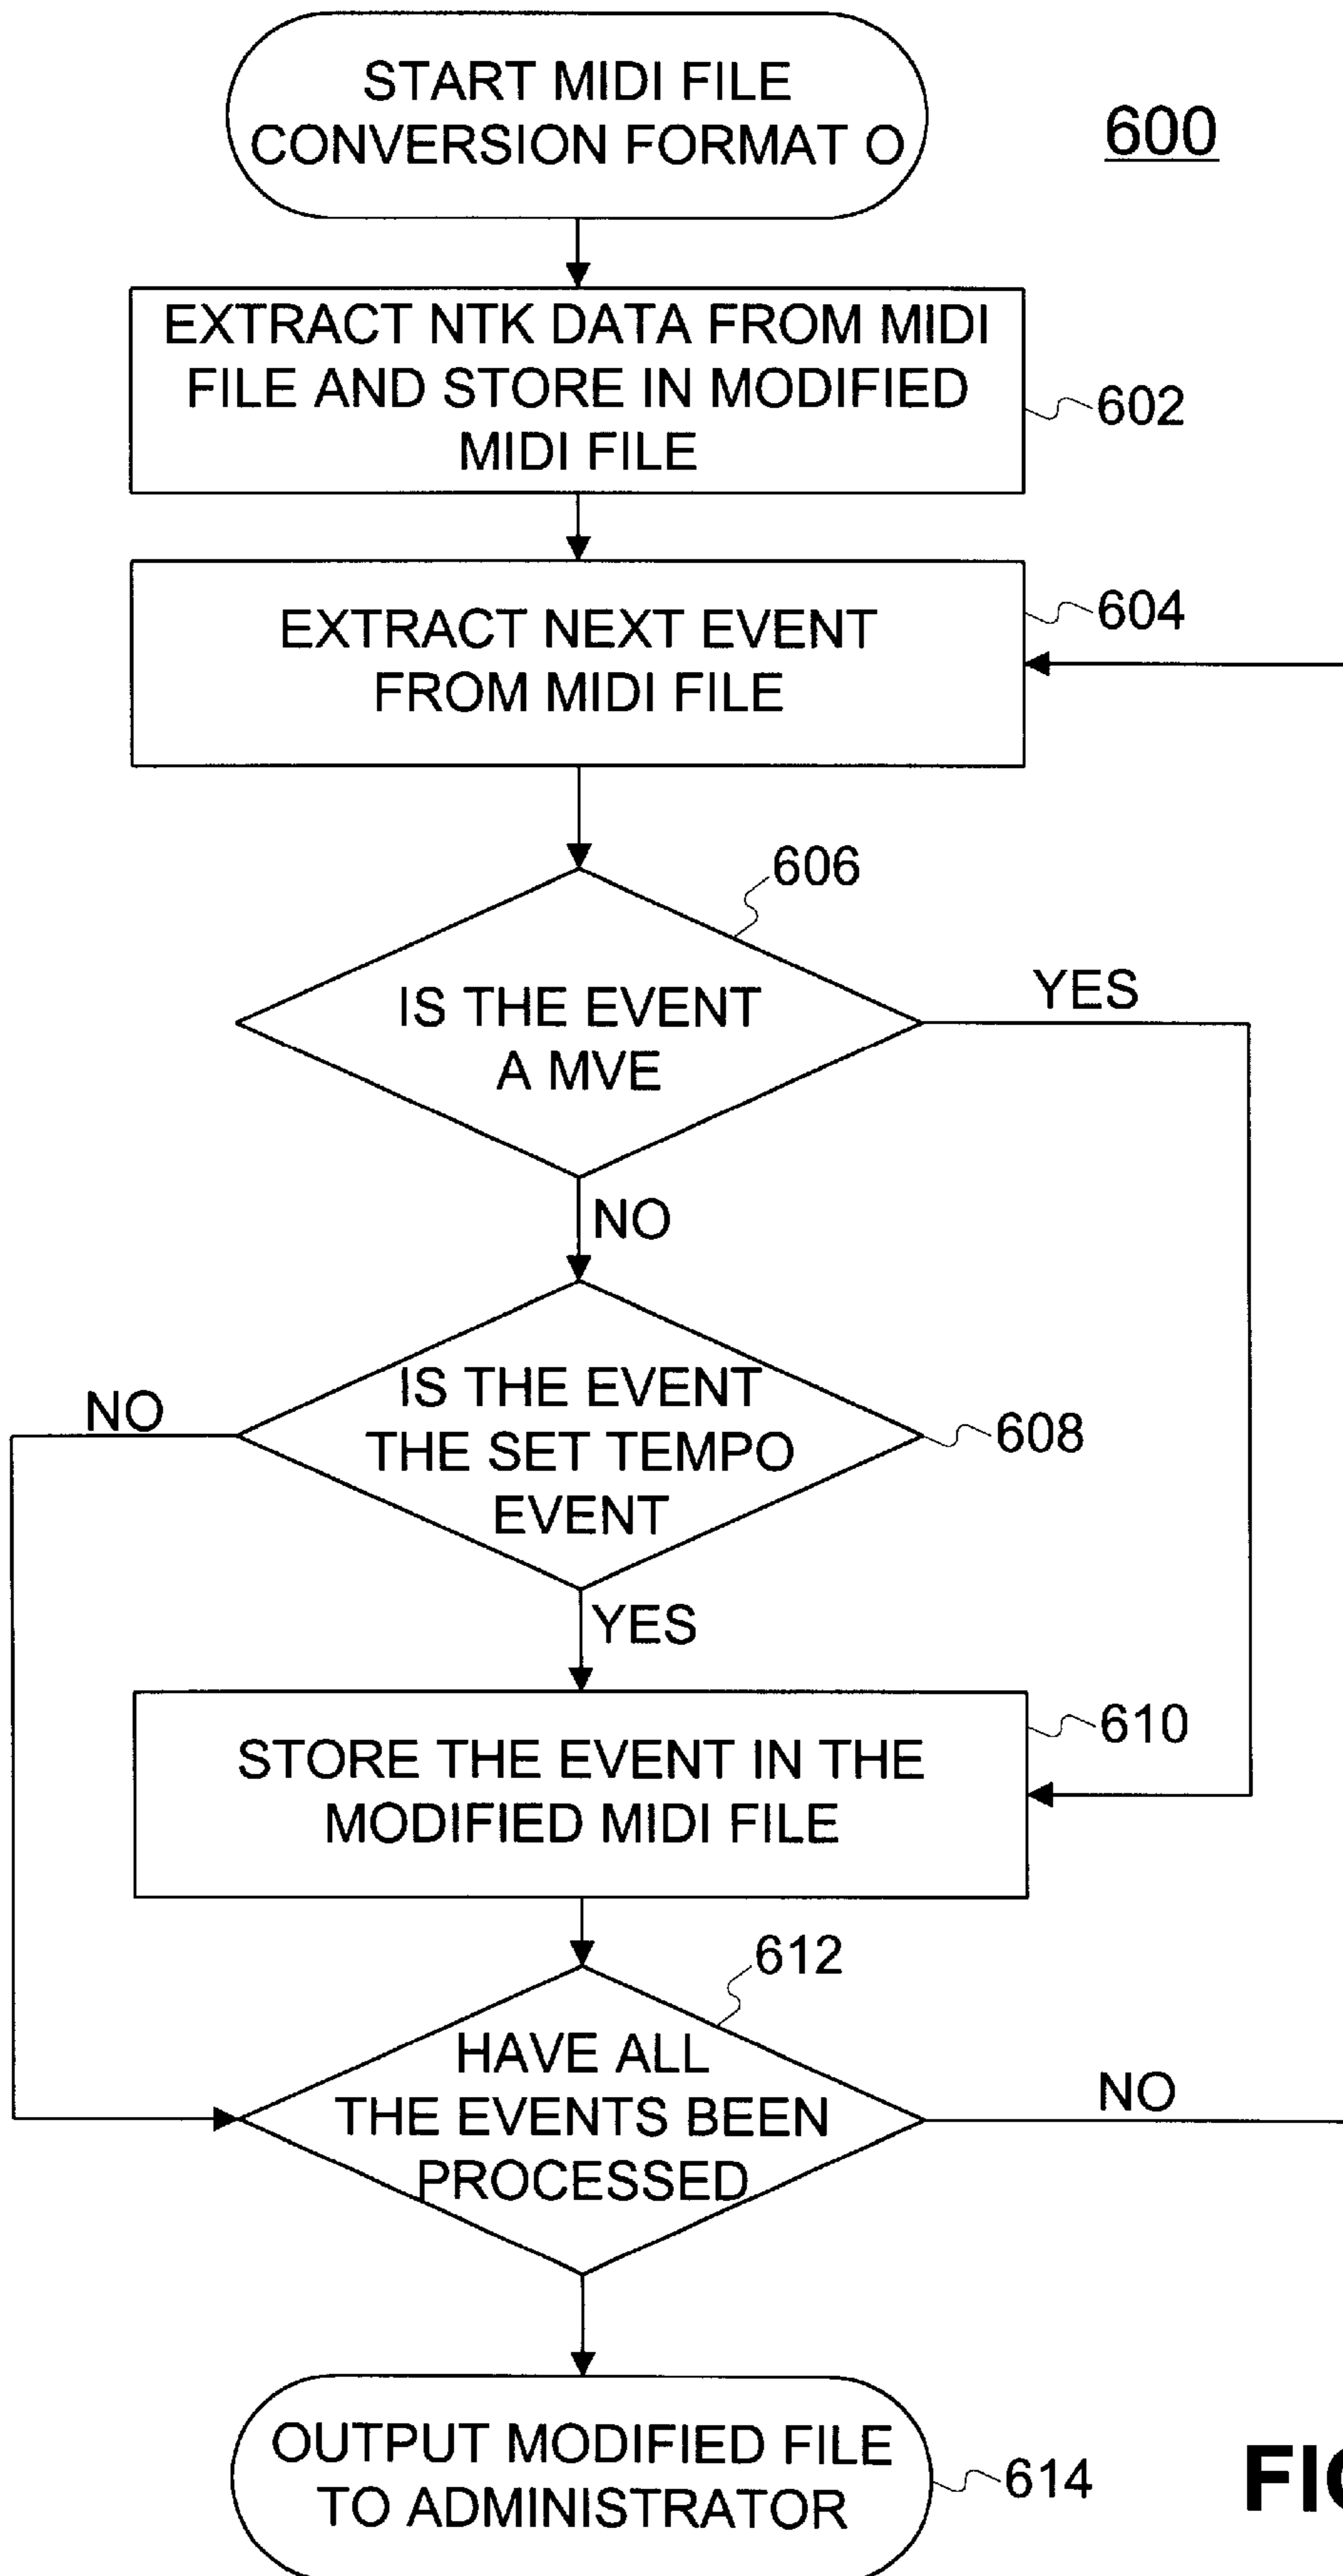 START MIDI FILE
CONVERSION FORMAT O
600
EXTRACT NTK DATA FROM MIDI
FILE AND STORE IN MODIFIED
MIDI FILE
602
EXTRACT NEXT EVENT
FROM MIDI FILE
604
606
IS THE EVENT
A MVE
YES
NO
IS THE EVENT
THE SET TEMPO
EVENT
NO
608
YES
STORE THE EVENT IN THE
MODIFIED MIDI FILE
610
612
HAVE ALL
THE EVENTS BEEN
PROCESSED
NO
OUTPUT MODIFIED FILE
TO ADMINISTRATOR
614